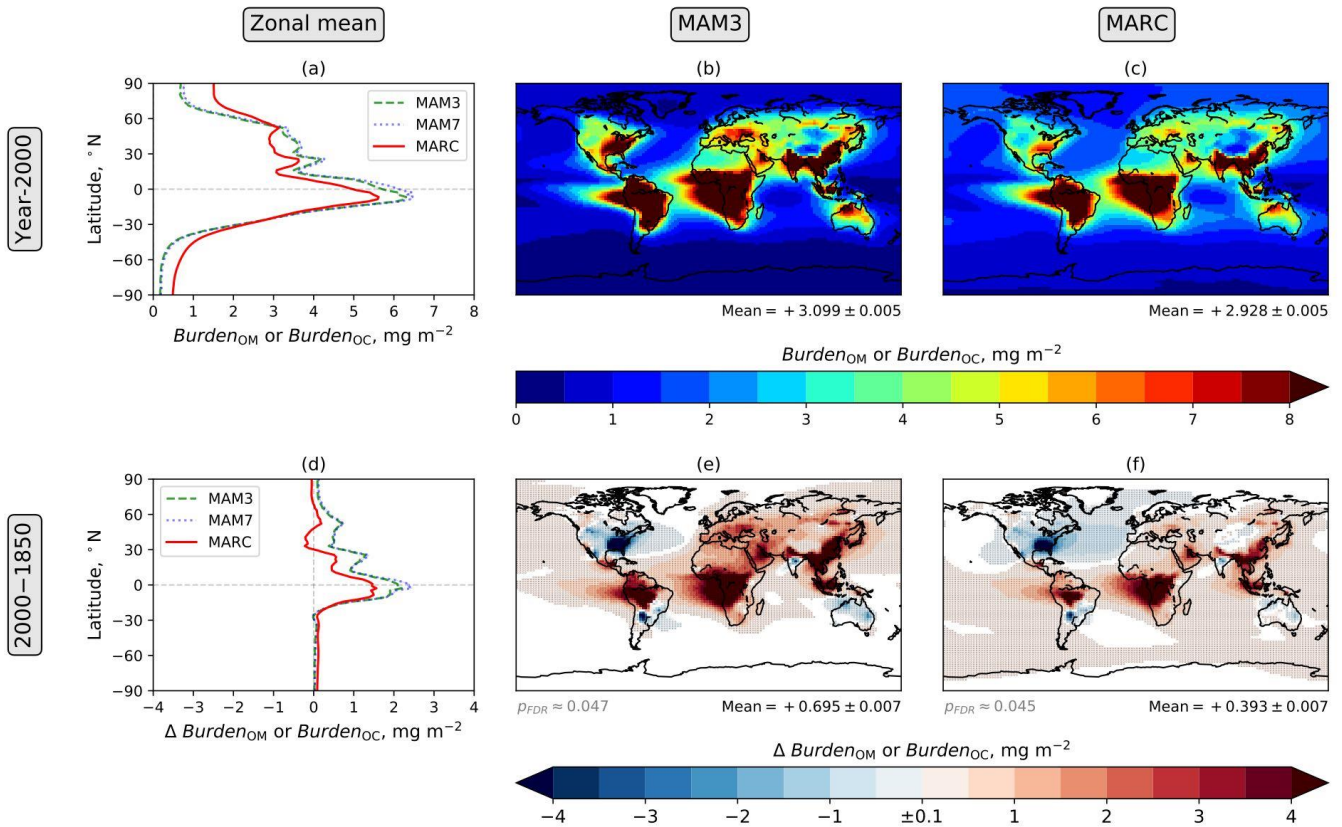 Zonal mean
MAM3
MARC
Year-2000
(a)
90
60
30
0
−30
−60
−90
Latitude, °N
MAM3
MAM7
MARC
0 1 2 3 4 5 6 7 8
Burden_OM or Burden_OC, mg m−2
(b)
Mean = +3.099 ± 0.005
(c)
Mean = +2.928 ± 0.005
Burden_OM or Burden_OC, mg m−2
0 1 2 3 4 5 6 7 8
2000−1850
(d)
90
60
30
0
−30
−60
−90
Latitude, °N
MAM3
MAM7
MARC
−4 −3 −2 −1 0 1 2 3 4
Δ Burden_OM or Burden_OC, mg m−2
(e)
p_FDR ≈ 0.047
Mean = +0.695 ± 0.007
(f)
p_FDR ≈ 0.045
Mean = +0.393 ± 0.007
Δ Burden_OM or Burden_OC, mg m−2
−4 −3 −2 −1 ±0.1 1 2 3 4